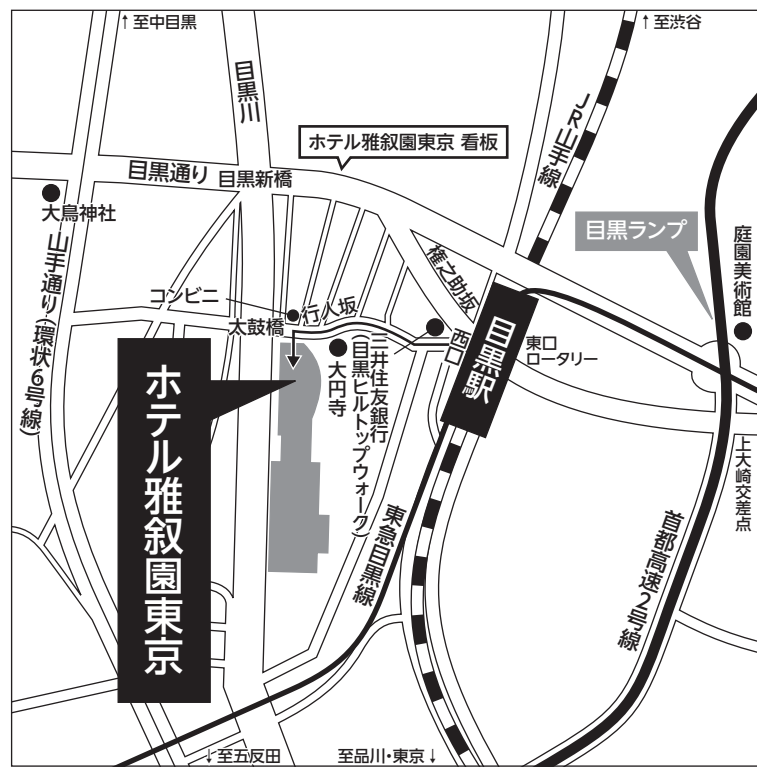 ↑至中目黒
↑至渋谷
目黒川
JR山手線
ホテル雅叙園東京 看板
目黒通り
目黒新橋
大鳥神社
山手通り(環状6号線)
目黒ランプ
庭園美術館
権之助坂
コンビニ
行人坂
太鼓橋
西口
目黒駅
東口
ロータリー
三井住友銀行
(目黒ヒルトップウォーク)
大円寺
ホテル雅叙園東京
上大崎交差点
東急目黒線
首都高速2号線
↓至五反田
至品川・東京↓